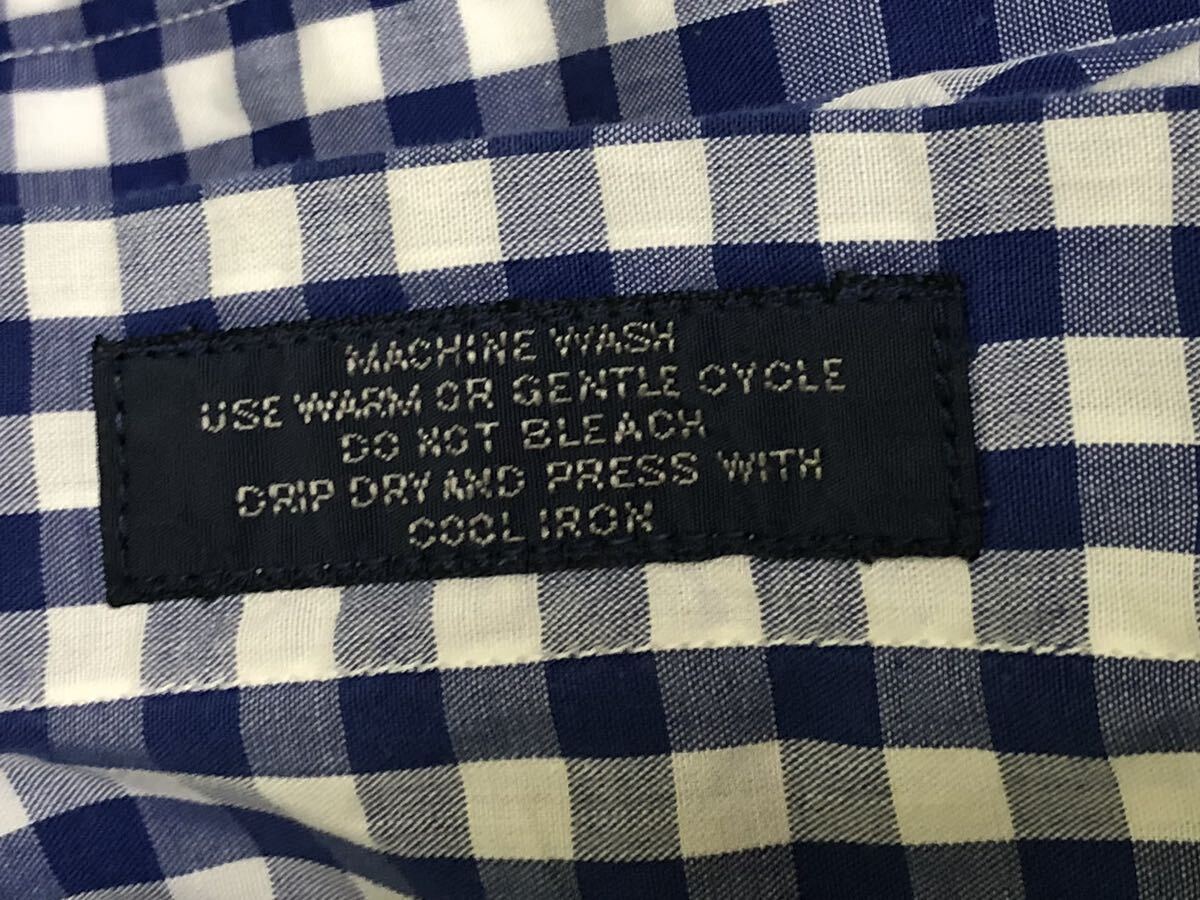 MACHINE WASH
USE WARM OR GENTLE CYCLE
DO NOT BLEACH
DRIP DRY AND PRESS WITH
COOL IRON